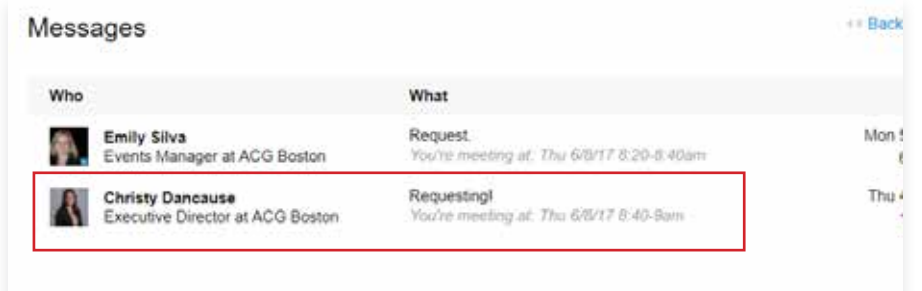 Messages
Back
Who What
Emily Silva Request. Mon
Events Manager at ACG Boston You're meeting at: Thu 6/8/17 8:20-8:40am
Christy Dancause Requesting! Thu
Executive Director at ACG Boston You're meeting at: Thu 6/8/17 8:40-9am